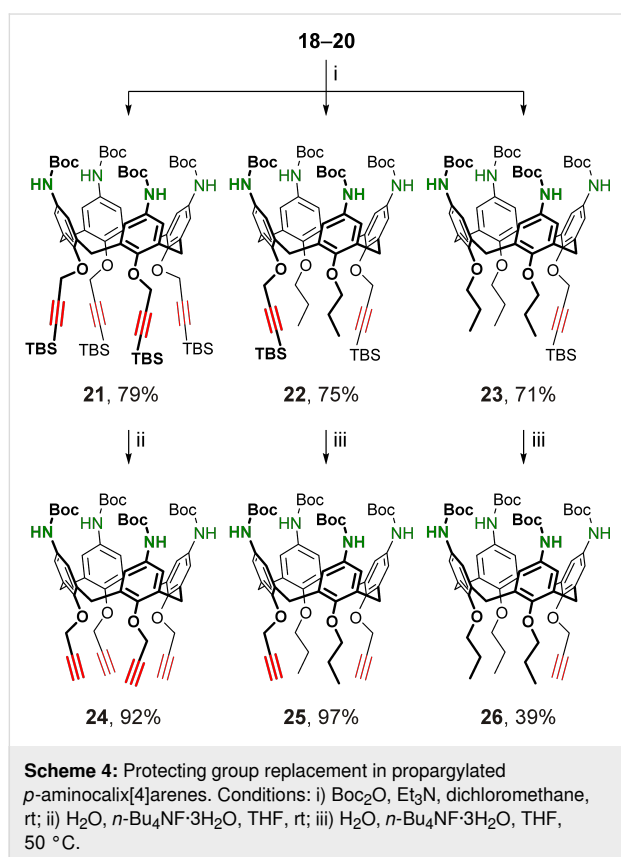 18–20
i
Boc Boc Boc Boc Boc Boc Boc Boc Boc Boc Boc Boc
HN HN NH NH HN HN NH NH HN HN NH NH
O O O O O O O O O O O O
TBS TBS TBS TBS TBS TBS TBS
21, 79% 22, 75% 23, 71%
ii iii iii
Boc Boc Boc Boc Boc Boc Boc Boc Boc Boc Boc Boc
HN HN NH NH HN HN NH NH HN HN NH NH
O O O O O O O O O O O O
24, 92% 25, 97% 26, 39%
Scheme 4: Protecting group replacement in propargylated
p-aminocalix[4]arenes. Conditions: i) Boc₂O, Et₃N, dichloromethane,
rt; ii) H₂O, n-Bu₄NF·3H₂O, THF, rt; iii) H₂O, n-Bu₄NF·3H₂O, THF,
50 °C.